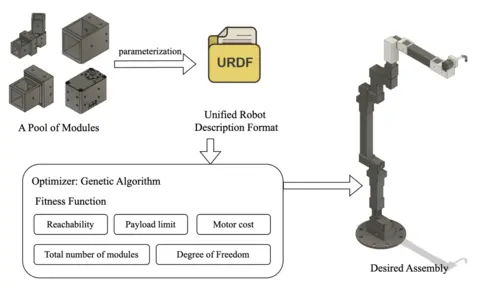 parameterization
URDF
A Pool of Modules
Unified Robot
Description Format
Optimizer: Genetic Algorithm
Fitness Function
Reachability
Payload limit
Motor cost
Total number of modules
Degree of Freedom
Desired Assembly